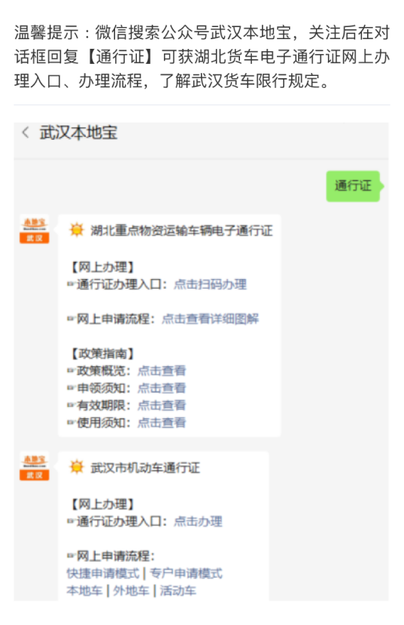 温馨提示：微信搜索公众号武汉本地宝，关注后在对
话框回复【通行证】可获湖北货车电子通行证网上办
理入口、办理流程，了解武汉货车限行规定。
武汉本地宝
通行证
本地宝
武汉
湖北重点物资运输车辆电子通行证
【网上办理】
☞通行证办理入口：点击扫码办理
☞网上申请流程：点击查看详细图解
【政策指南】
☞政策概览：点击查看
☞申领须知：点击查看
☞有效期限：点击查看
☞使用须知：点击查看
本地宝
武汉
武汉市机动车通行证
【网上办理】
☞通行证办理入口：点击办理
☞网上申请流程：
快捷申请模式 | 专户申请模式
本地车 | 外地车 | 活动车